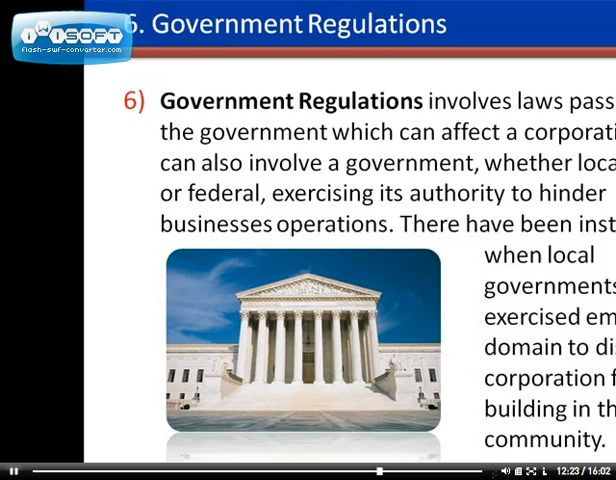 6. Government Regulations
iWiSOFT
flash-swf-converter.com
6) Government Regulations involves laws pass
the government which can affect a corporati
can also involve a government, whether loca
or federal, exercising its authority to hinder
businesses operations. There have been inst
when local
governments
exercised em
domain to di
corporation f
building in th
community.
12:23 / 16:02